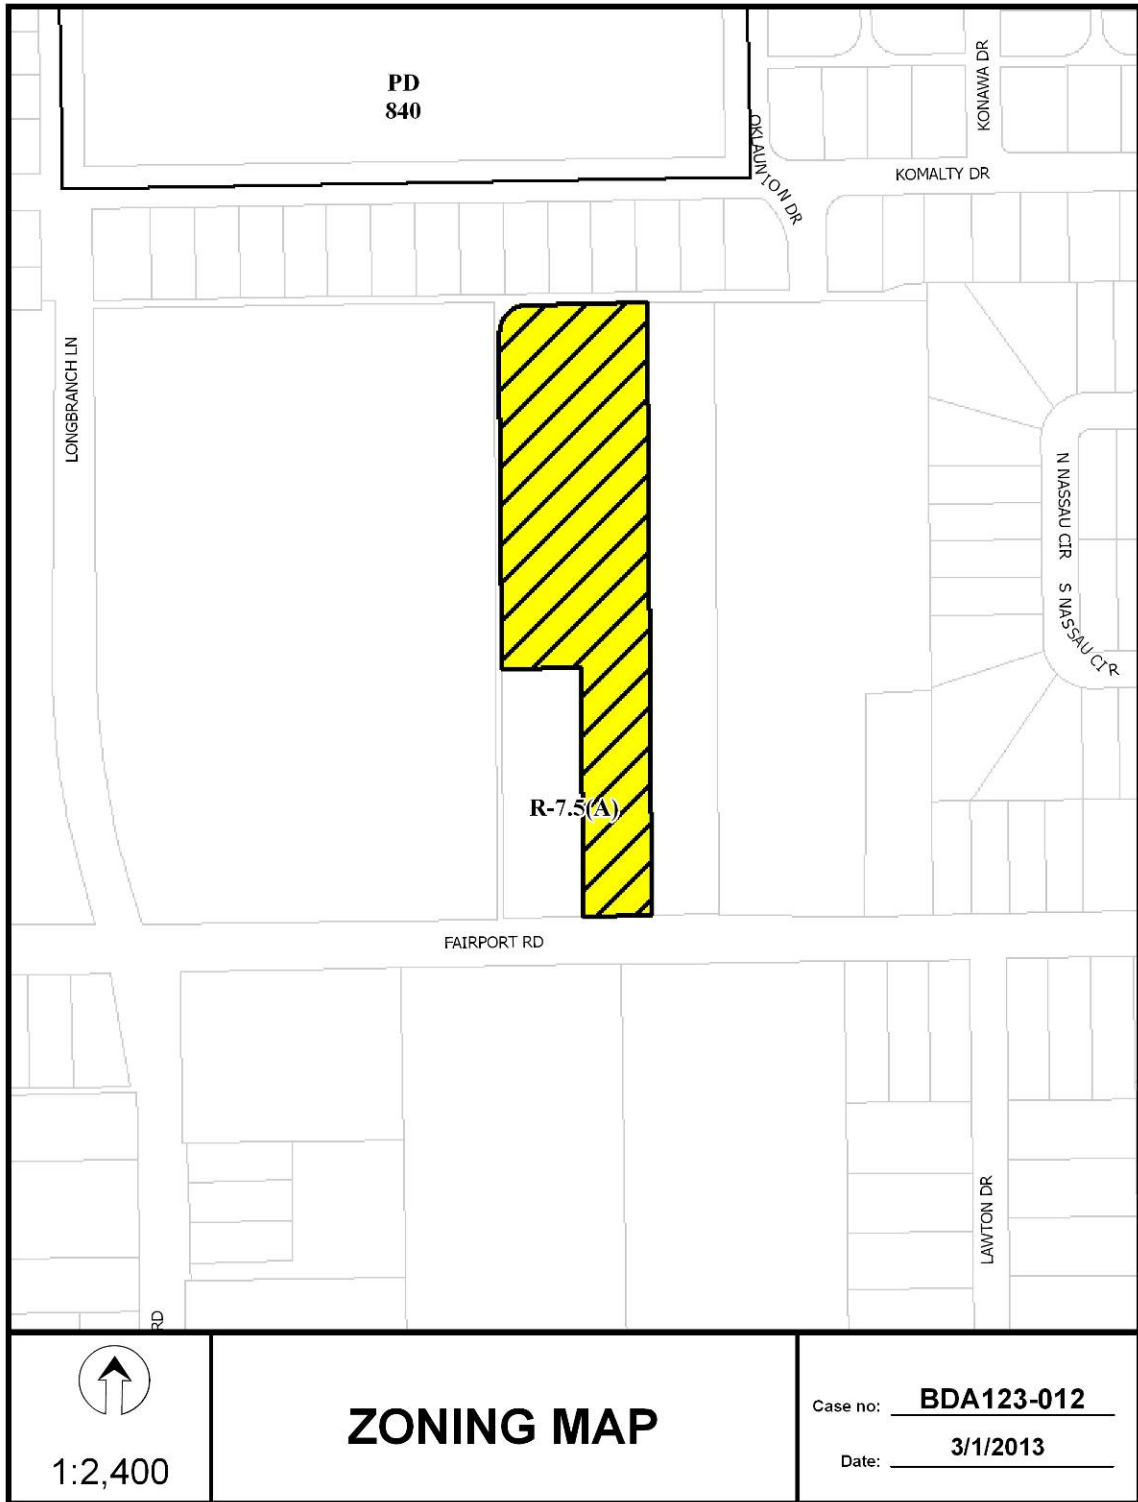 PD
840
KONAWA DR
OKLAUNION DR
KOMALTY DR
LONGBRANCH LN
N NASSAU CIR
S NASSAU CIR
R-7.5(A)
FAIRPORT RD
LAWTON DR
RD
1:2,400
ZONING MAP
Case no: BDA123-012
Date: 3/1/2013